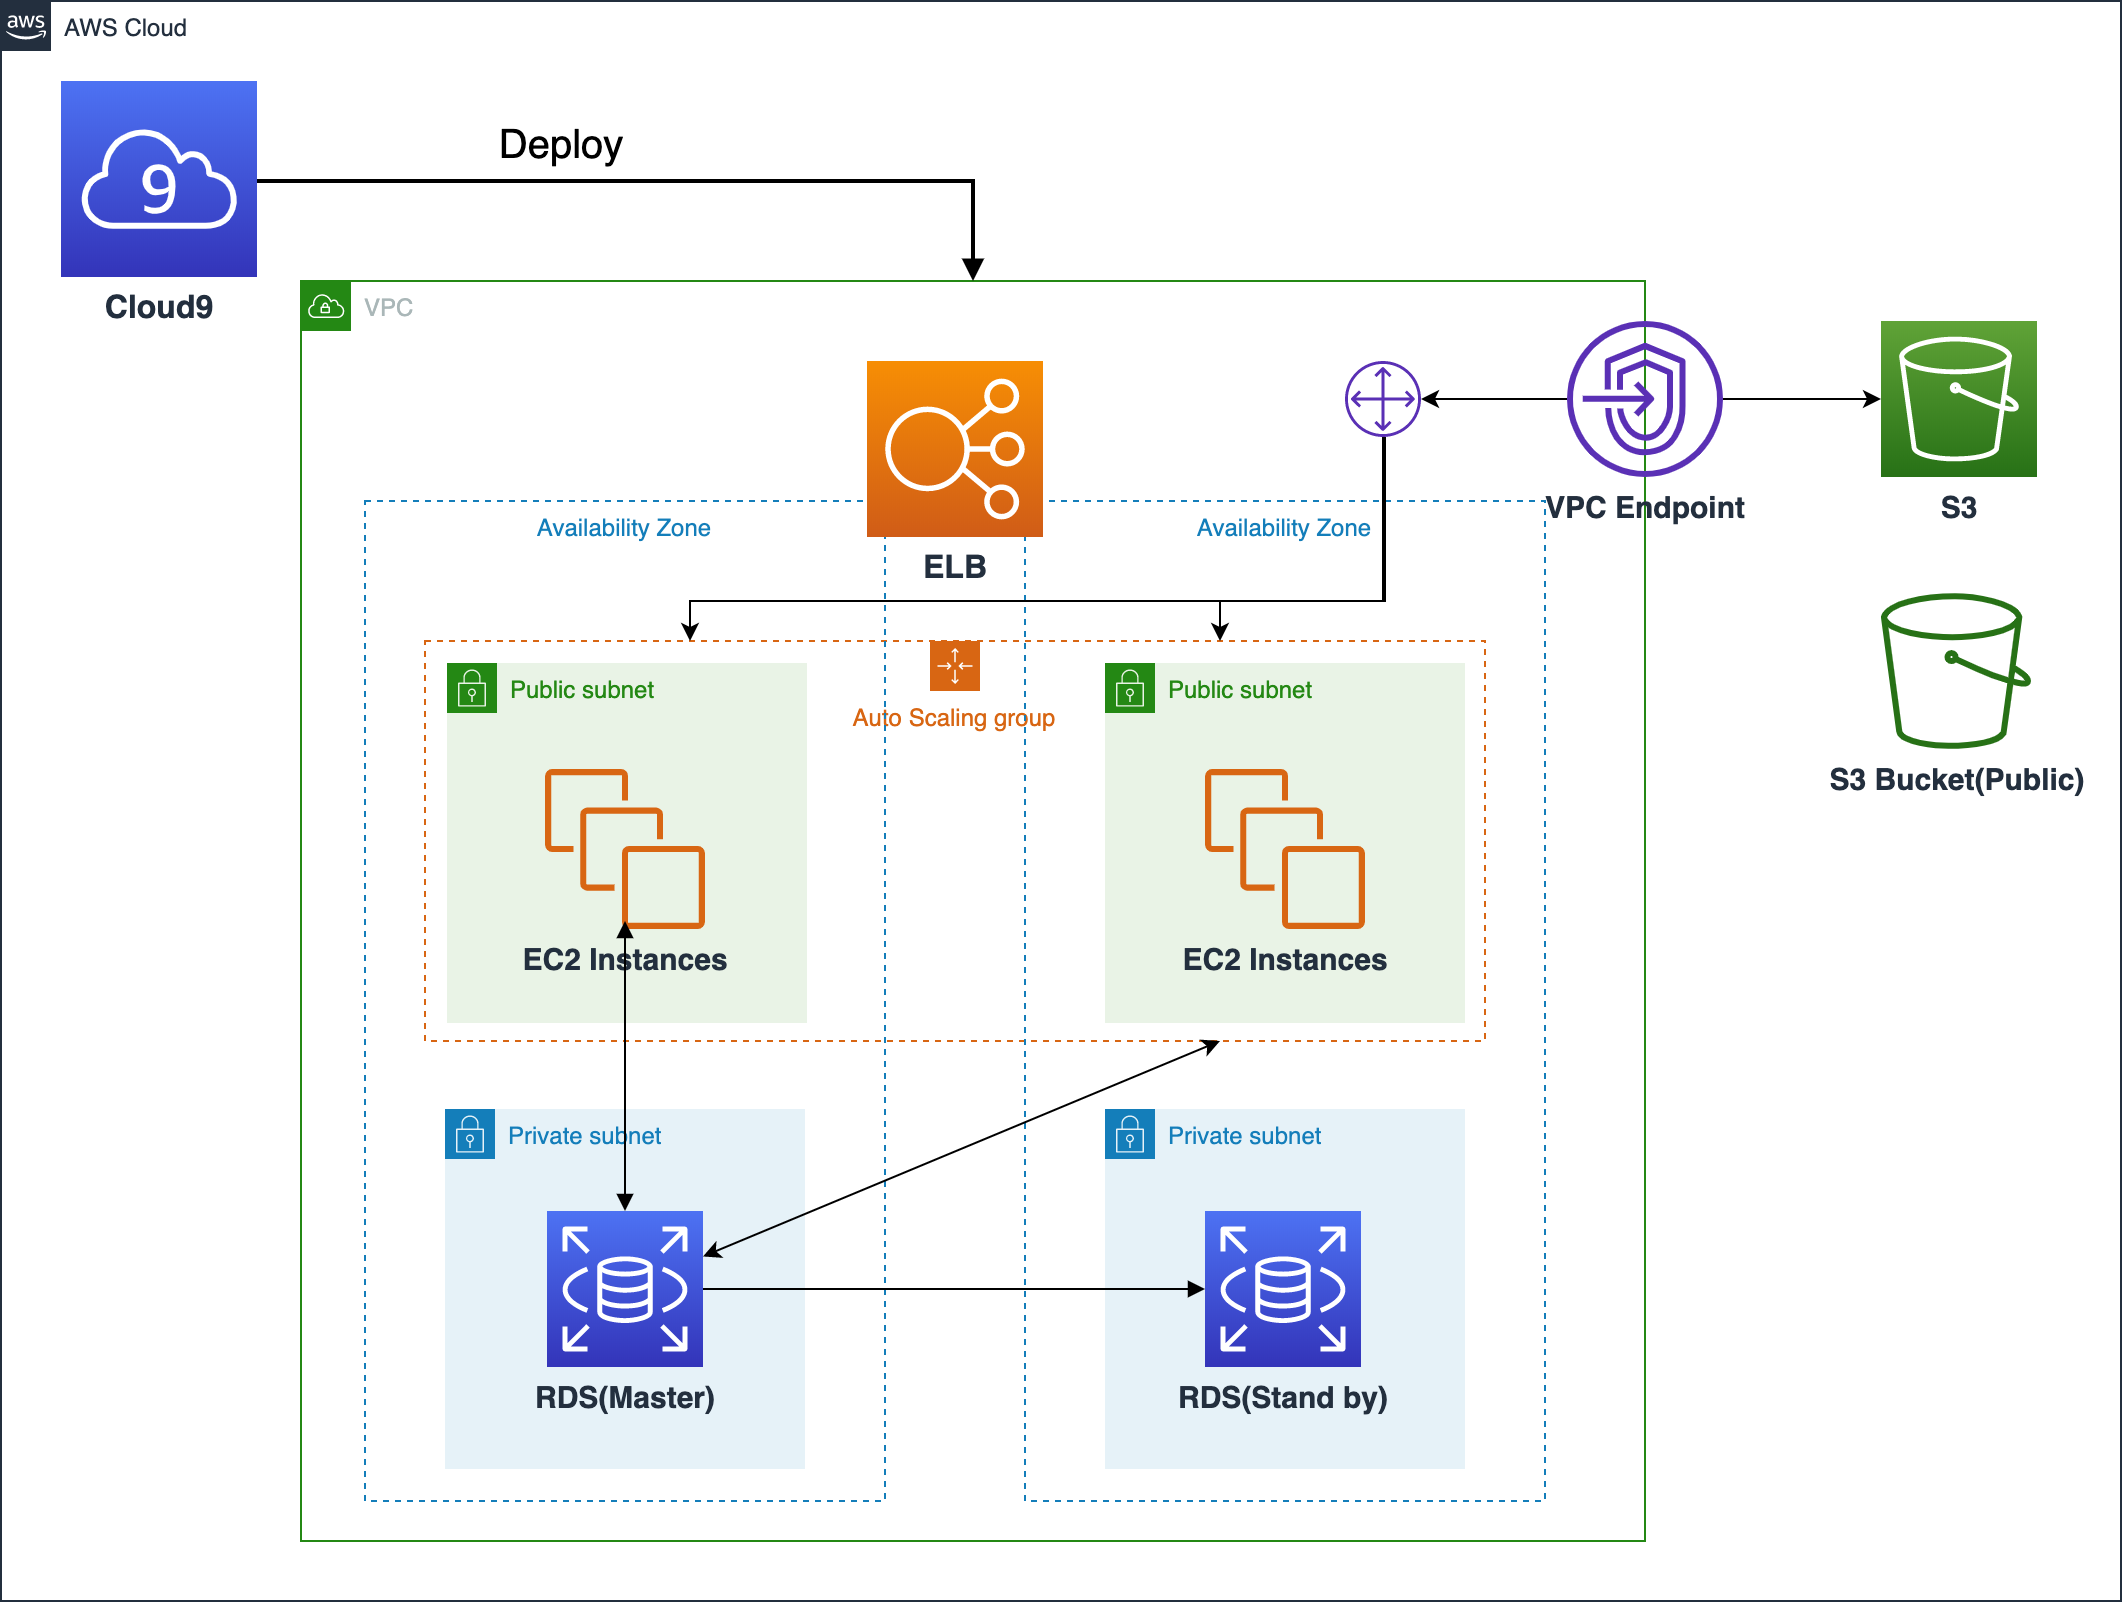 aws
AWS Cloud
Deploy
9
Cloud9
VPC
VPC Endpoint
S3
Availability Zone
Availability Zone
ELB
S3 Bucket(Public)
Public subnet
Auto Scaling group
Public subnet
EC2 Instances
EC2 Instances
Private subnet
Private subnet
RDS(Master)
RDS(Stand by)